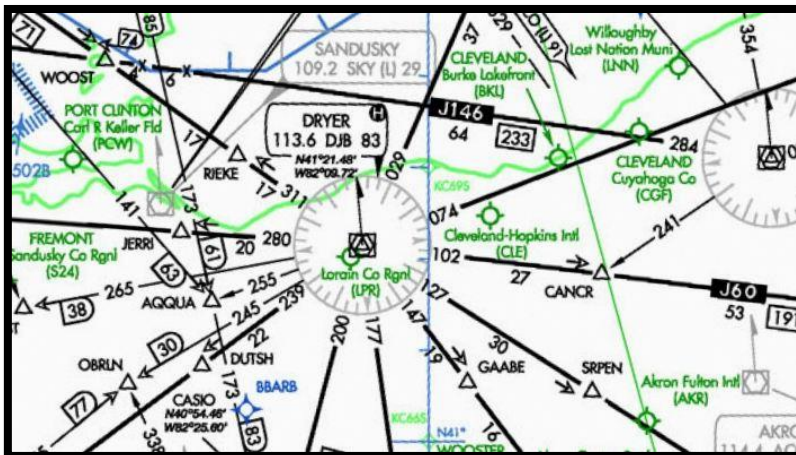 71
74
85
WOOST
6
SANDUSKY
109.2 SKY (L) 29
37
029
(L) 91
Willoughby
Lost Nation Muni
(LNN)
354
PORT CLINTON
Carl R Keller Fld
(PCW)
502B
17
RIEKE
17
311
H
DRYER
113.6 DJB 83
N41°21.48'
W82°09.72'
029
CLEVELAND
Burke Lakefront
(BKL)
J146
64
233
284
CLEVELAND
Cuyahoga Co
(CGF)
KC69S
074
141
173
JERRI
20
280
61
FREMONT
Sandusky Co Rgnl
(S24)
Cleveland-Hopkins Intl
(CLE)
241
102
27
CANCR
J60
53
191
Lorain Co Rgnl
(LPR)
63
265
38
AQQUA
255
245
239
22
30
DUTSH
OBRLN
77
338
CASIO
N40°54.46'
W82°25.60'
173
83
BBARB
200
177
147
19
127
30
GAABE
16
SRPEN
KC66S
N41°
WOOSTER
Akron Fulton Intl
(AKR)
AKRO